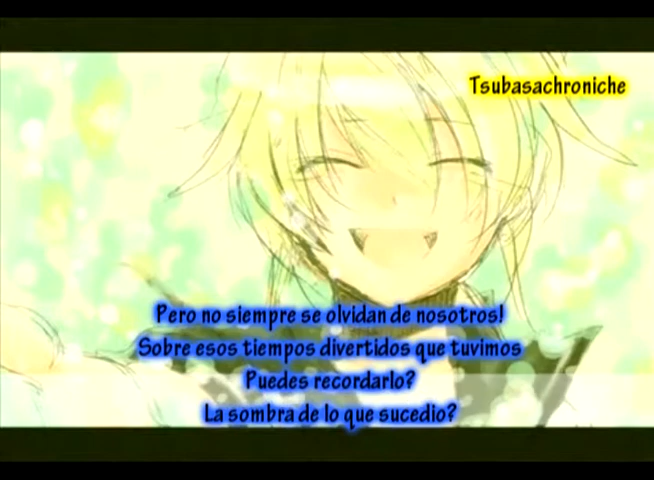 Tsubasachroniche
Pero no siempre se olvidan de nosotros!
Sobre esos tiempos divertidos que tuvimos
Puedes recordarlo?
La sombra de lo que sucedio?